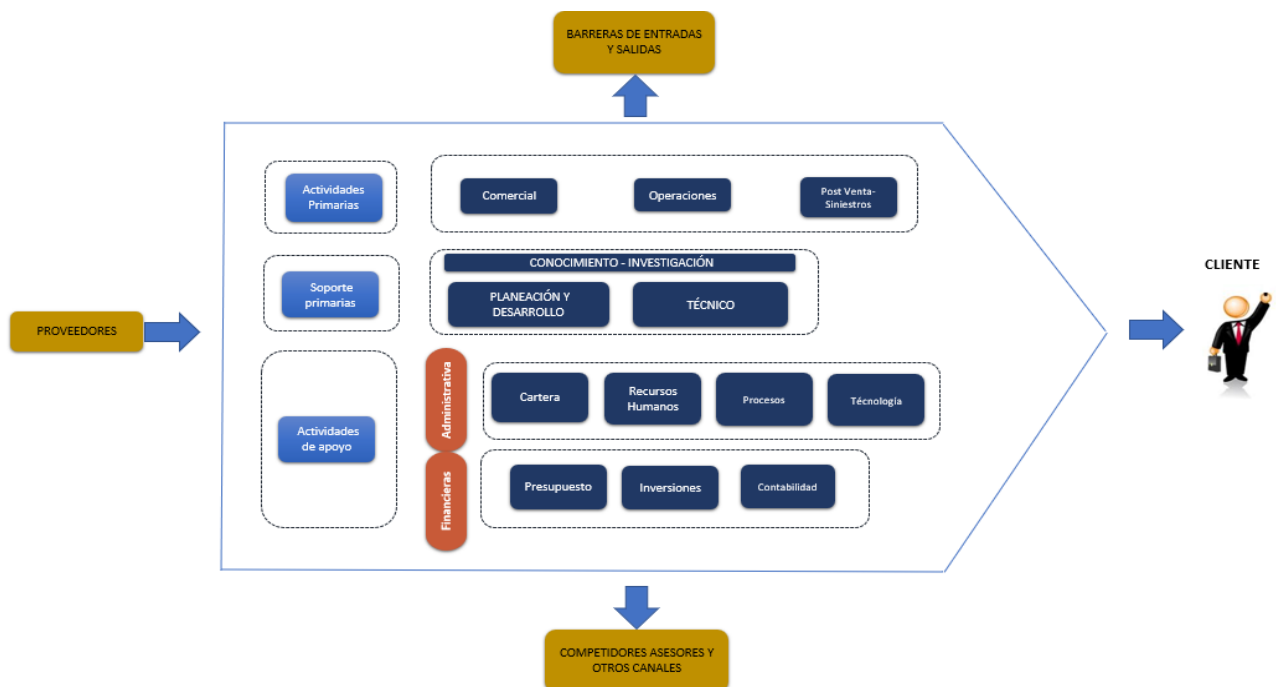 BARRERAS DE ENTRADAS
Y SALIDAS
Actividades
Primarias
Comercial
Operaciones
Post Venta-
Siniestros
Soporte
primarias
CONOCIMIENTO - INVESTIGACIÓN
PLANEACIÓN Y
DESARROLLO
TÉCNICO
PROVEEDORES
CLIENTE
Actividades
de apoyo
Administrativa
Cartera
Recursos
Humanos
Procesos
Técnología
Financieras
Presupuesto
Inversiones
Contabilidad
COMPETIDORES ASESORES Y
OTROS CANALES